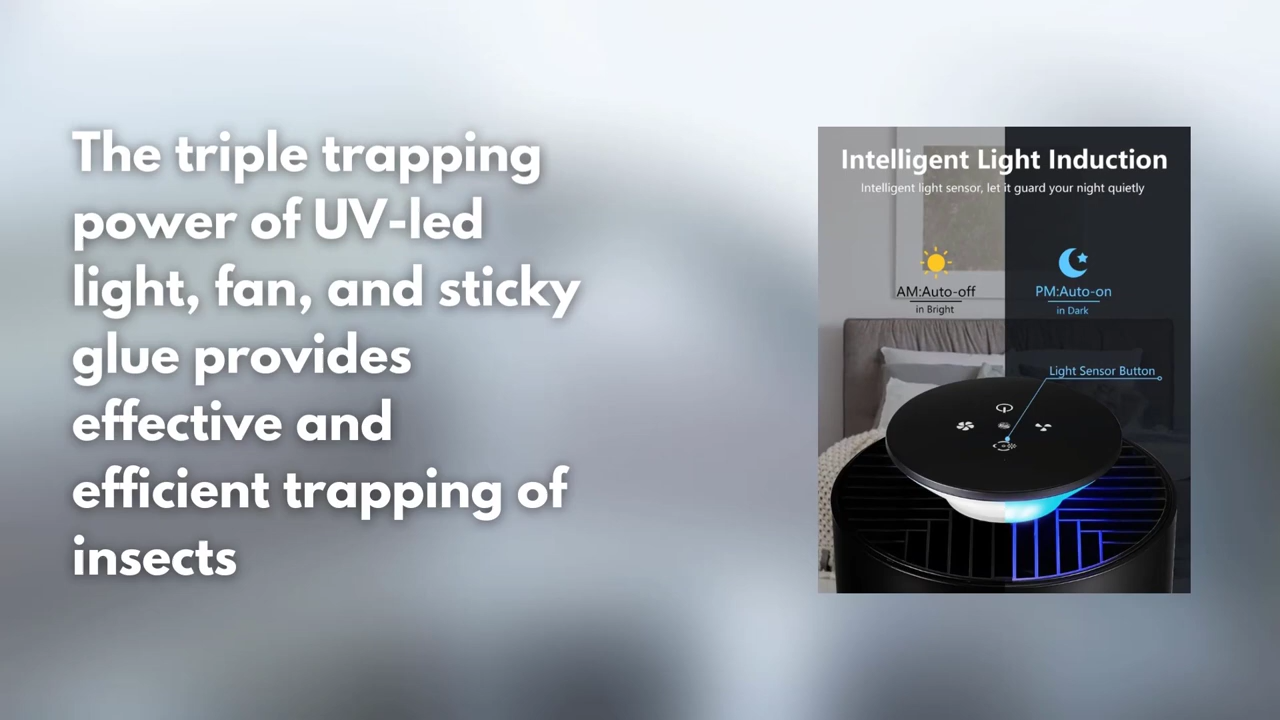 The triple trapping
power of UV-led
light, fan, and sticky
glue provides
effective and
efficient trapping of
insects
Intelligent Light Induction
Intelligent light sensor, let it guard your night quietly
AM:Auto-off
in Bright
PM:Auto-on
in Dark
Light Sensor Button